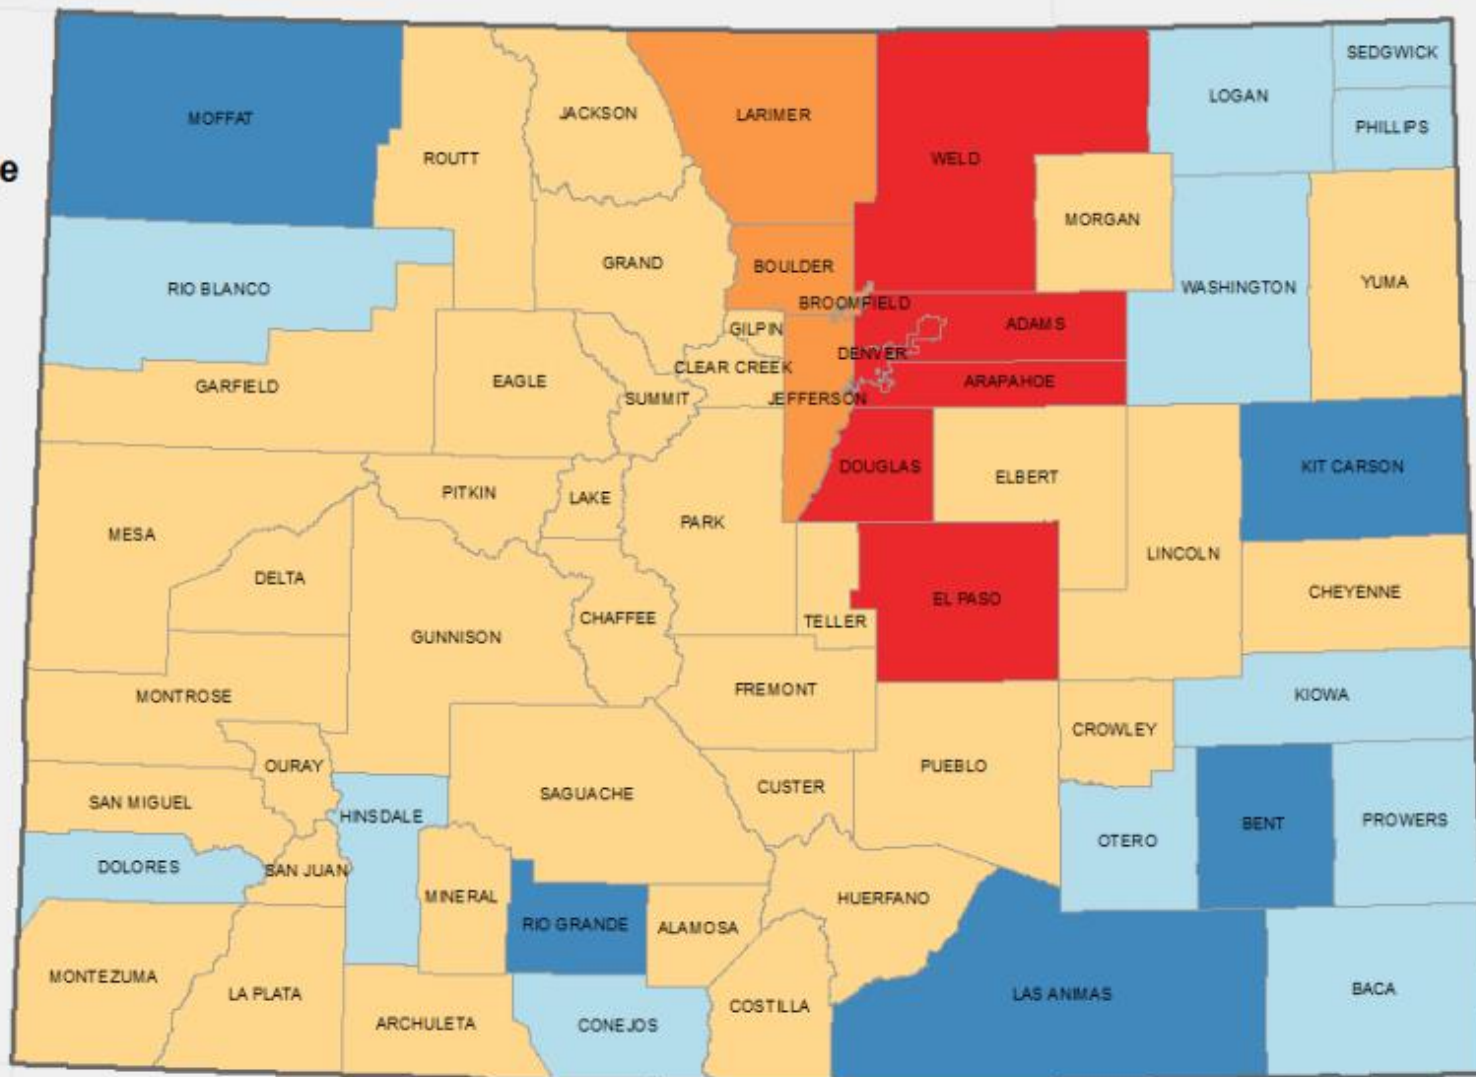 SEDGWICK
LOGAN
MOFFAT
JACKSON
LARIMER
PHILLIPS
ROUTT
WELD
e
MORGAN
GRAND
BOULDER
RIO BLANCO
YUMA
WASHINGTON
BROOMFIELD
GILPIN
ADAMS
DENVER
CLEAR CREEK
EAGLE
ARAPAHOE
GARFIELD
SUMMIT
JEFFERSON
DOUGLAS
KIT CARSON
ELBERT
PITKIN
LAKE
PARK
MESA
LINCOLN
DELTA
CHEYENNE
EL PASO
CHAFFEE
TELLER
GUNNISON
FREMONT
MONTROSE
KIOWA
CROWLEY
OURAY
PUEBLO
CUSTER
SAGUACHE
SAN MIGUEL
HINSDALE
PROWERS
BENT
OTERO
DOLORES
SAN JUAN
MINERAL
HUERFANO
RIO GRANDE
ALAMOSA
MONTEZUMA
LA PLATA
BACA
LAS ANIMAS
COSTILLA
ARCHULETA
CONEJOS